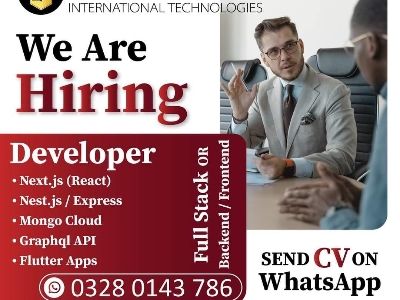 INTERNATIONAL TECHNOLOGIES
We Are
Hiring
Developer
• Next.js (React)
• Nest.js / Express
• Mongo Cloud
• Graphql API
• Flutter Apps
Full Stack OR
Backend / Frontend
0328 0143 786
SEND CV ON
WhatsApp